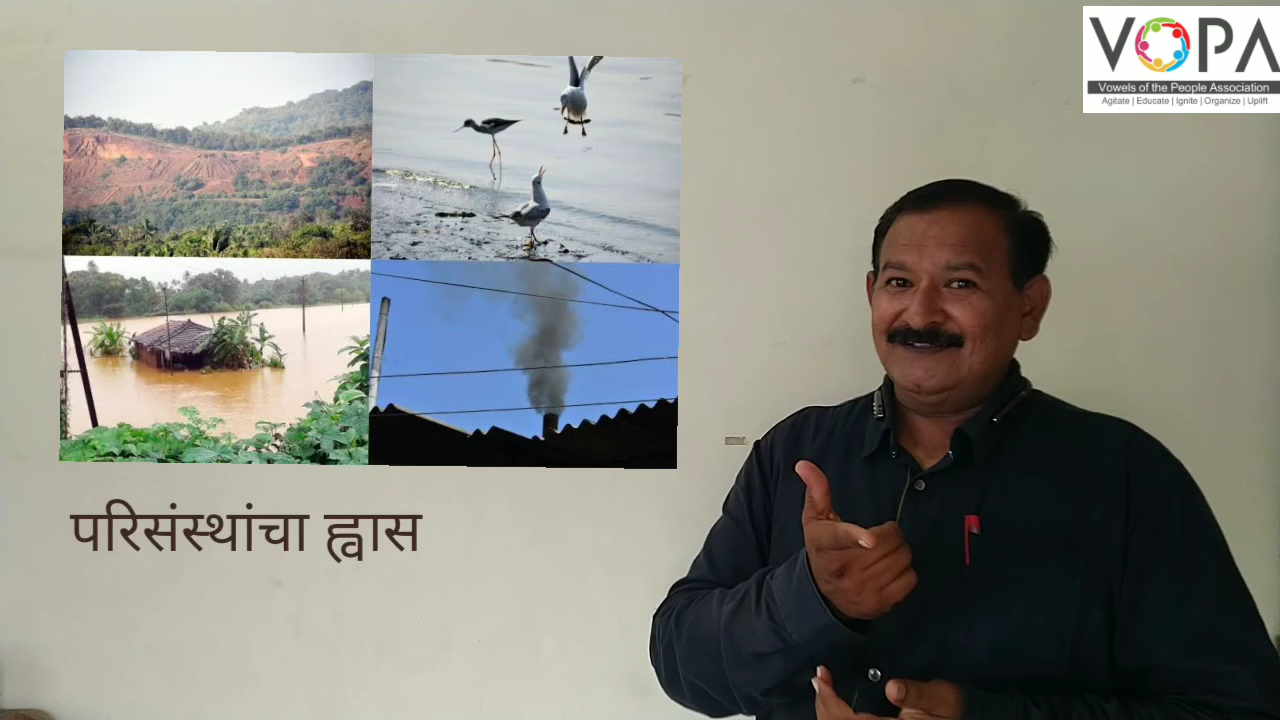 VOPA
Vowels of the People Association
Agitate | Educate | Ignite | Organize | Uplift
परिसंस्थांचा ह्वास